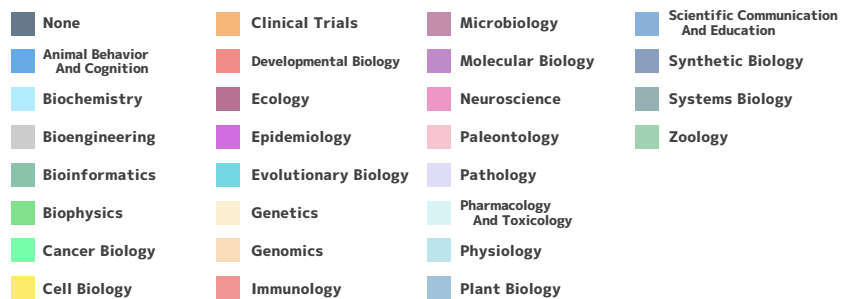 None
Animal Behavior
And Cognition
Biochemistry
Bioengineering
Bioinformatics
Biophysics
Cancer Biology
Cell Biology
Clinical Trials
Developmental Biology
Ecology
Epidemiology
Evolutionary Biology
Genetics
Genomics
Immunology
Microbiology
Molecular Biology
Neuroscience
Paleontology
Pathology
Pharmacology
And Toxicology
Physiology
Plant Biology
Scientific Communication
And Education
Synthetic Biology
Systems Biology
Zoology